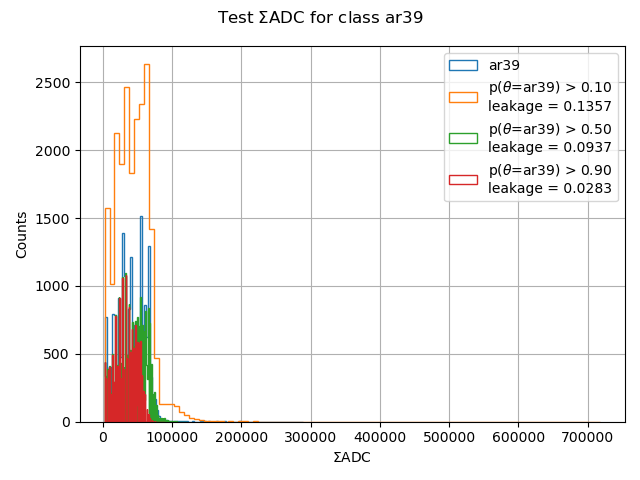 Test ΣADC for class ar39
Counts
2500
2000
1500
1000
500
0
0
100000
200000
300000
400000
500000
600000
700000
ΣADC
ar39
p(θ=ar39) > 0.10
leakage = 0.1357
p(θ=ar39) > 0.50
leakage = 0.0937
p(θ=ar39) > 0.90
leakage = 0.0283